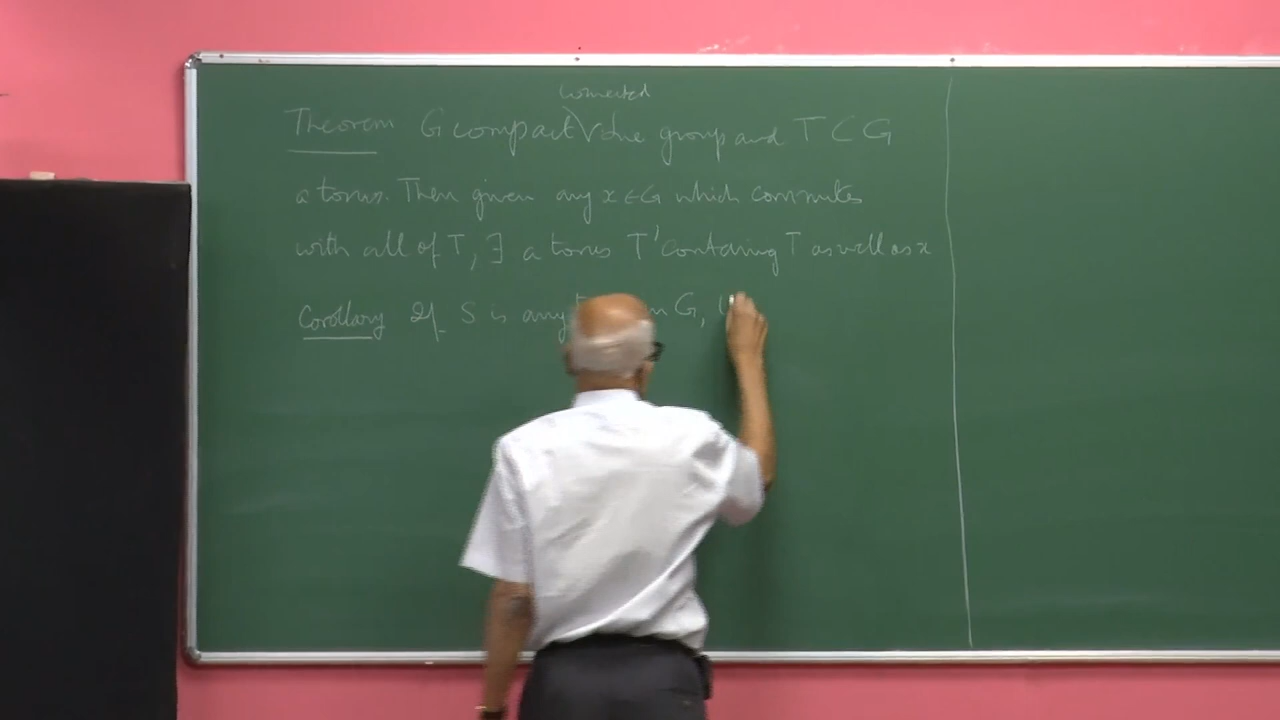 connected
Theorem G compact Lie group and T ⊂ G
a torus. Then given any x ∈ G which commutes
with all of T, ∃ a torus T' containing T as well as x
Corollary If S is any in G,